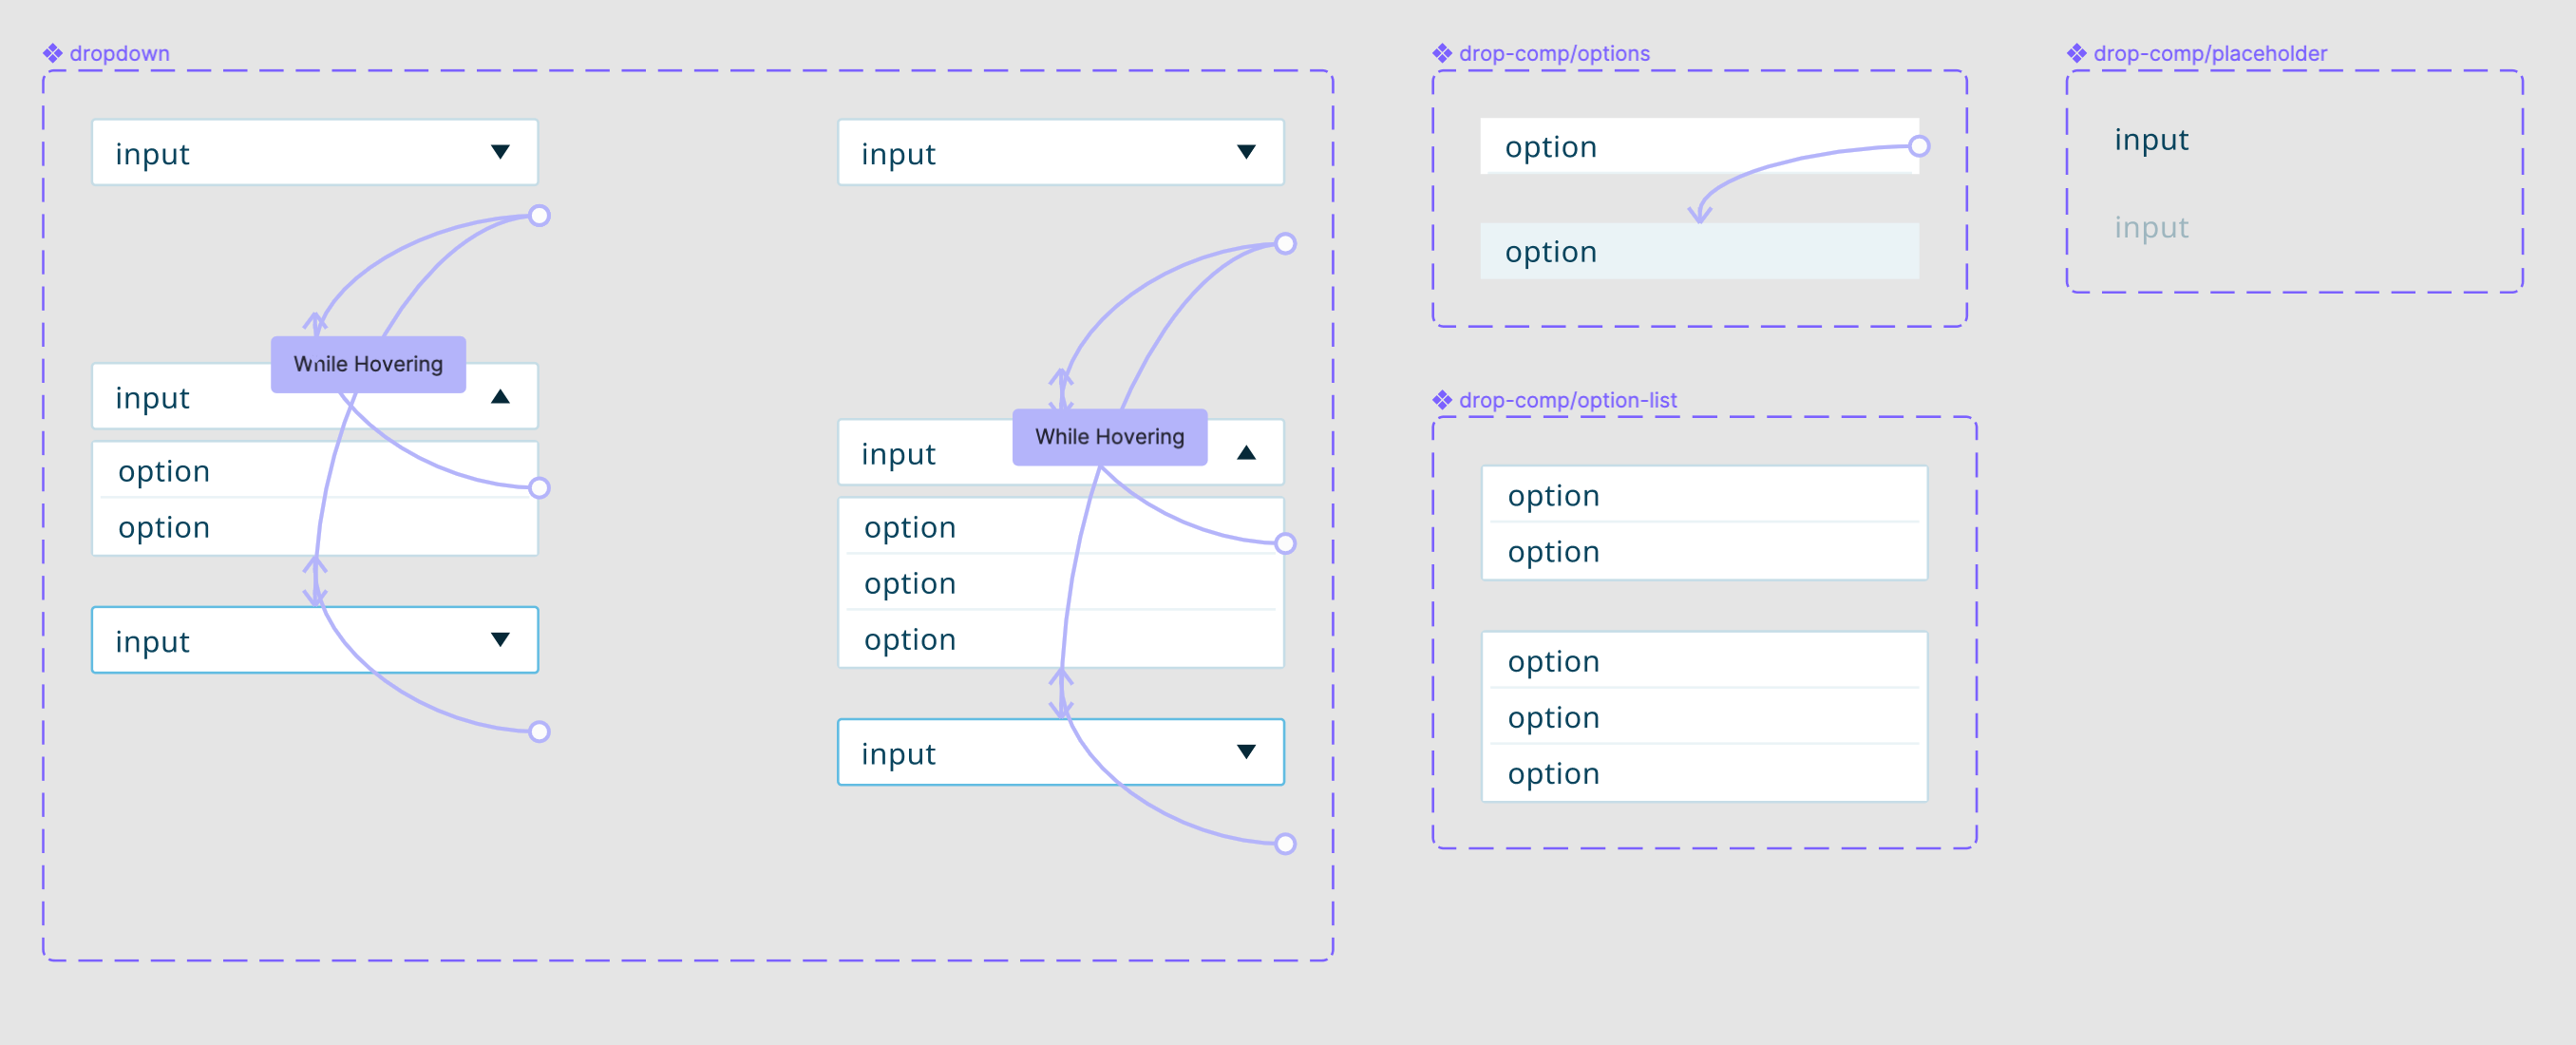 dropdown
input
input
While Hovering
input
option
option
input
While Hovering
input
option
option
option
input
drop-comp/options
option
option
drop-comp/option-list
option
option
option
option
option
drop-comp/placeholder
input
input